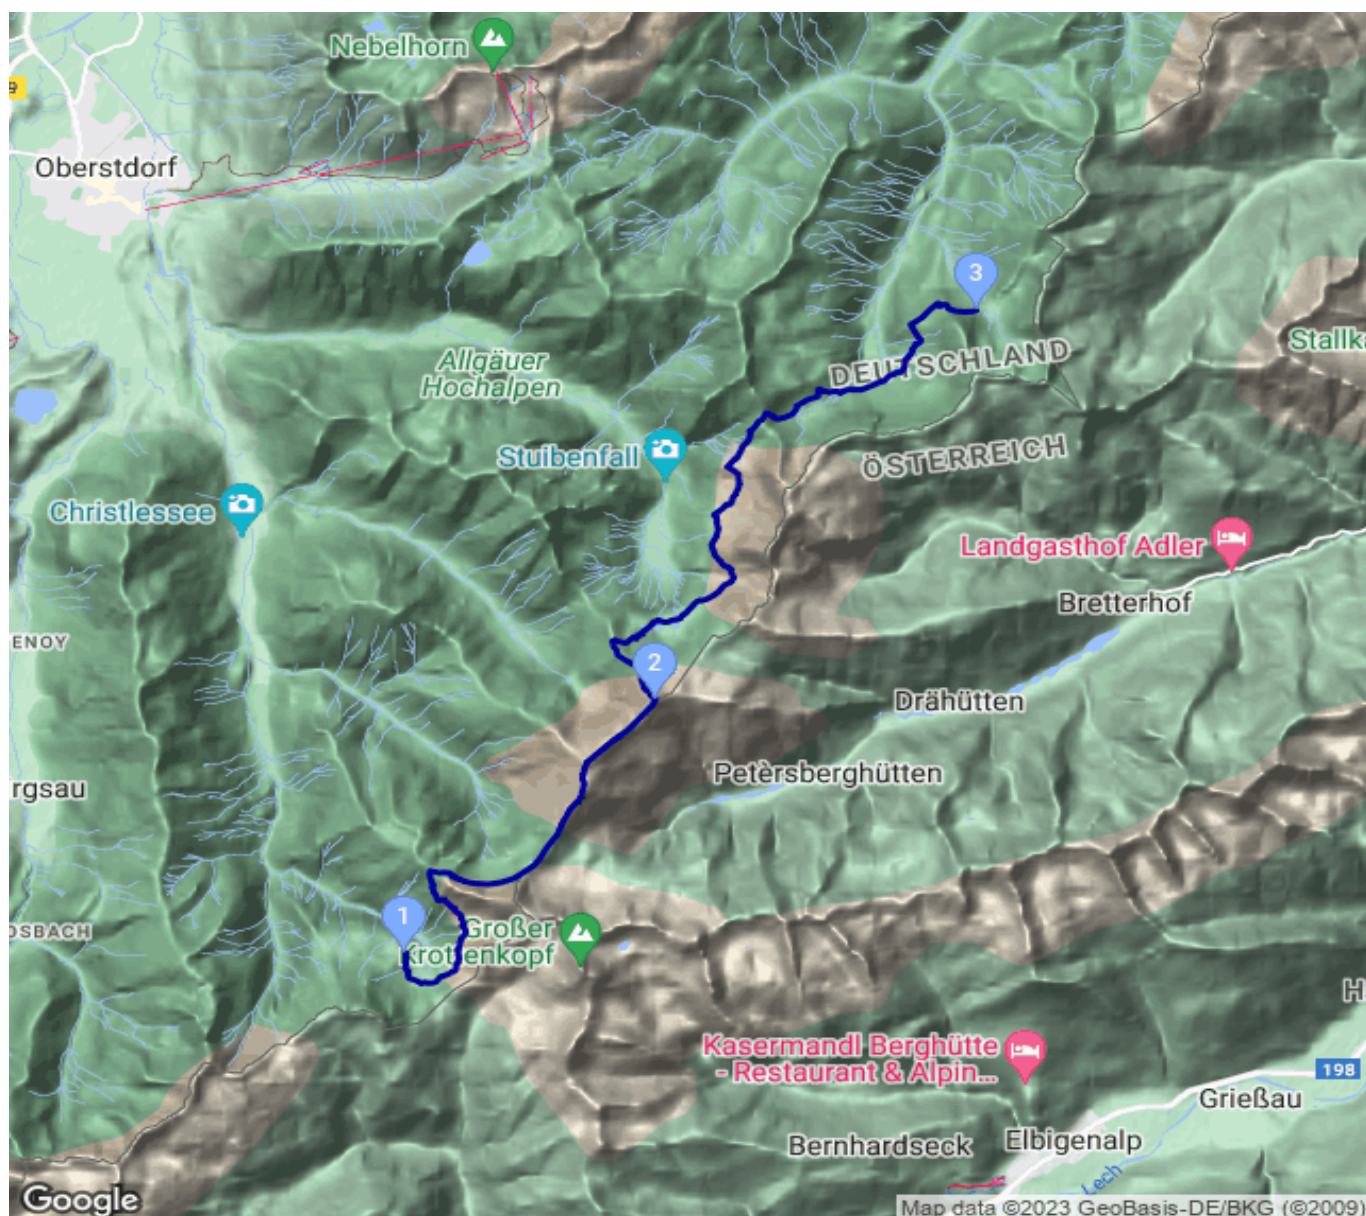 Nebelhorn
9
Oberstdorf
3
Allgäuer
Hochalpen
DEUTSCHLAND
Stallka
Stuibenfall
ÖSTERREICH
Christlessee
Landgasthof Adler
Bretterhof
ENOY
2
Drähütten
rgsau
Petersberghütten
1
OSBACH
Großer
Krottenkopf
H
Kasermandl Berghütte
- Restaurant & Alpin...
198
Grießau
Bernhardseck
Elbigenalp
Lech
Google
Map data ©2023 GeoBasis-DE/BKG (©2009)